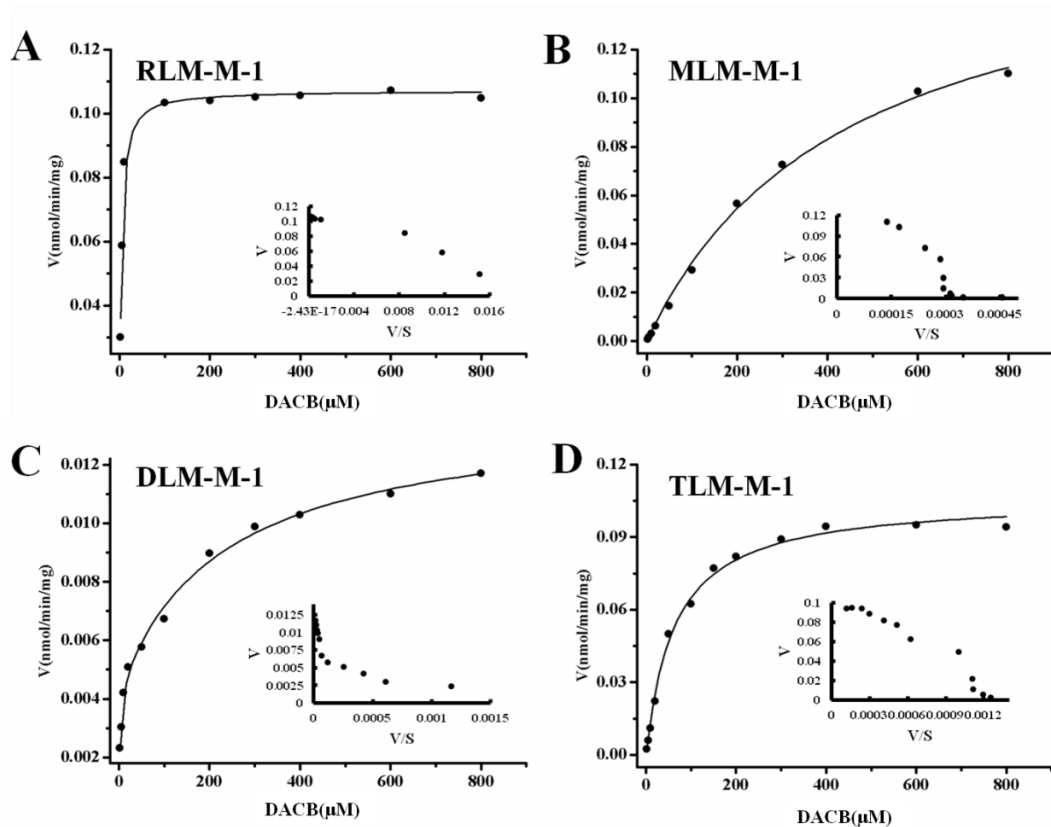 A
RLM-M-1
0.12
0.10
0.08
0.06
0.04
V(nmol/min/mg)
0.12
0.1
0.08
0.06
0.04
0.02
0
V
-2.43E-17 0.004 0.008 0.012 0.016
V/S
0 200 400 600 800
DACB(μM)
B
MLM-M-1
0.12
0.10
0.08
0.06
0.04
0.02
0.00
V(nmol/min/mg)
0.12
0.09
0.06
0.03
0
V
0 0.00015 0.0003 0.00045
V/S
0 200 400 600 800
DACB(μM)
C
DLM-M-1
0.012
0.010
0.008
0.006
0.004
0.002
V(nmol/min/mg)
0.0125
0.01
0.0075
0.005
0.0025
0
V
0 0.0005 0.001 0.0015
V/S
0 200 400 600 800
DACB(μM)
D
TLM-M-1
0.12
0.09
0.06
0.03
0.00
V(nmol/min/mg)
0.1
0.08
0.06
0.04
0.02
0
V
0 0.0003 0.0006 0.0009 0.0012
V/S
0 200 400 600 800
DACB(μM)